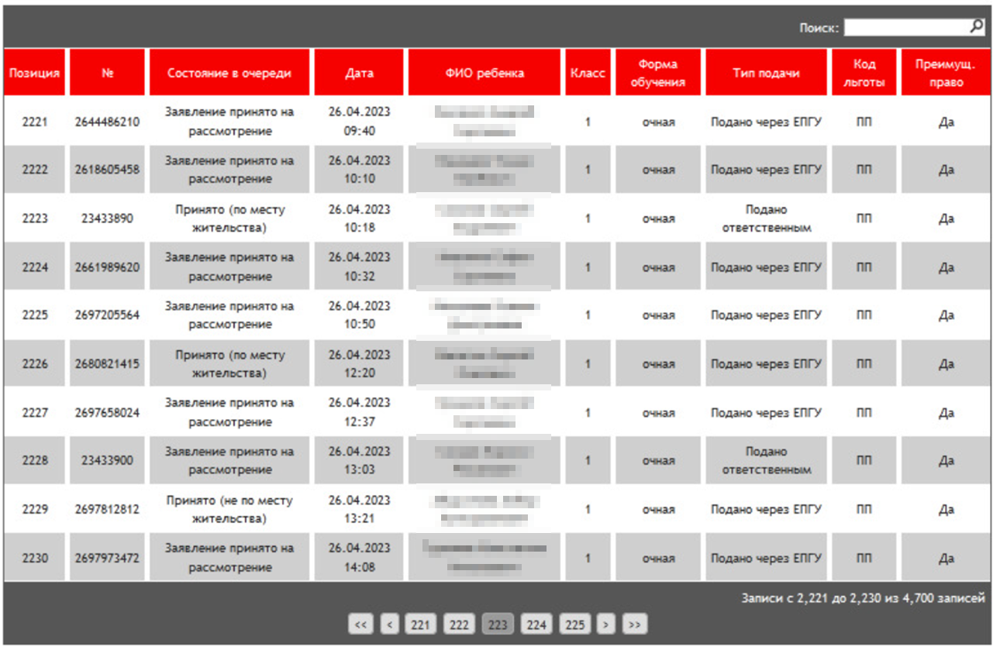 Поиск:
Позиция № Состояние в очереди Дата ФИО ребенка Класс Форма обучения Тип подачи Код льготы Преимущ. право
2221 2644486210 Заявление принято на рассмотрение 26.04.2023 09:40 1 очная Подано через ЕПГУ ПП Да
2222 2618605458 Заявление принято на рассмотрение 26.04.2023 10:10 1 очная Подано через ЕПГУ ПП Да
2223 23433890 Принято (по месту жительства) 26.04.2023 10:18 1 очная Подано ответственным ПП Да
2224 2661989620 Заявление принято на рассмотрение 26.04.2023 10:32 1 очная Подано через ЕПГУ ПП Да
2225 2697205564 Заявление принято на рассмотрение 26.04.2023 10:50 1 очная Подано через ЕПГУ ПП Да
2226 2680821415 Принято (по месту жительства) 26.04.2023 12:20 1 очная Подано через ЕПГУ ПП Да
2227 2697658024 Заявление принято на рассмотрение 26.04.2023 12:37 1 очная Подано через ЕПГУ ПП Да
2228 23433900 Заявление принято на рассмотрение 26.04.2023 13:03 1 очная Подано ответственным ПП Да
2229 2697812812 Принято (не по месту жительства) 26.04.2023 13:21 1 очная Подано через ЕПГУ ПП Да
2230 2697973472 Заявление принято на рассмотрение 26.04.2023 14:08 1 очная Подано через ЕПГУ ПП Да
Записи с 2,221 до 2,230 из 4,700 записей
<< < 221 222 223 224 225 > >>